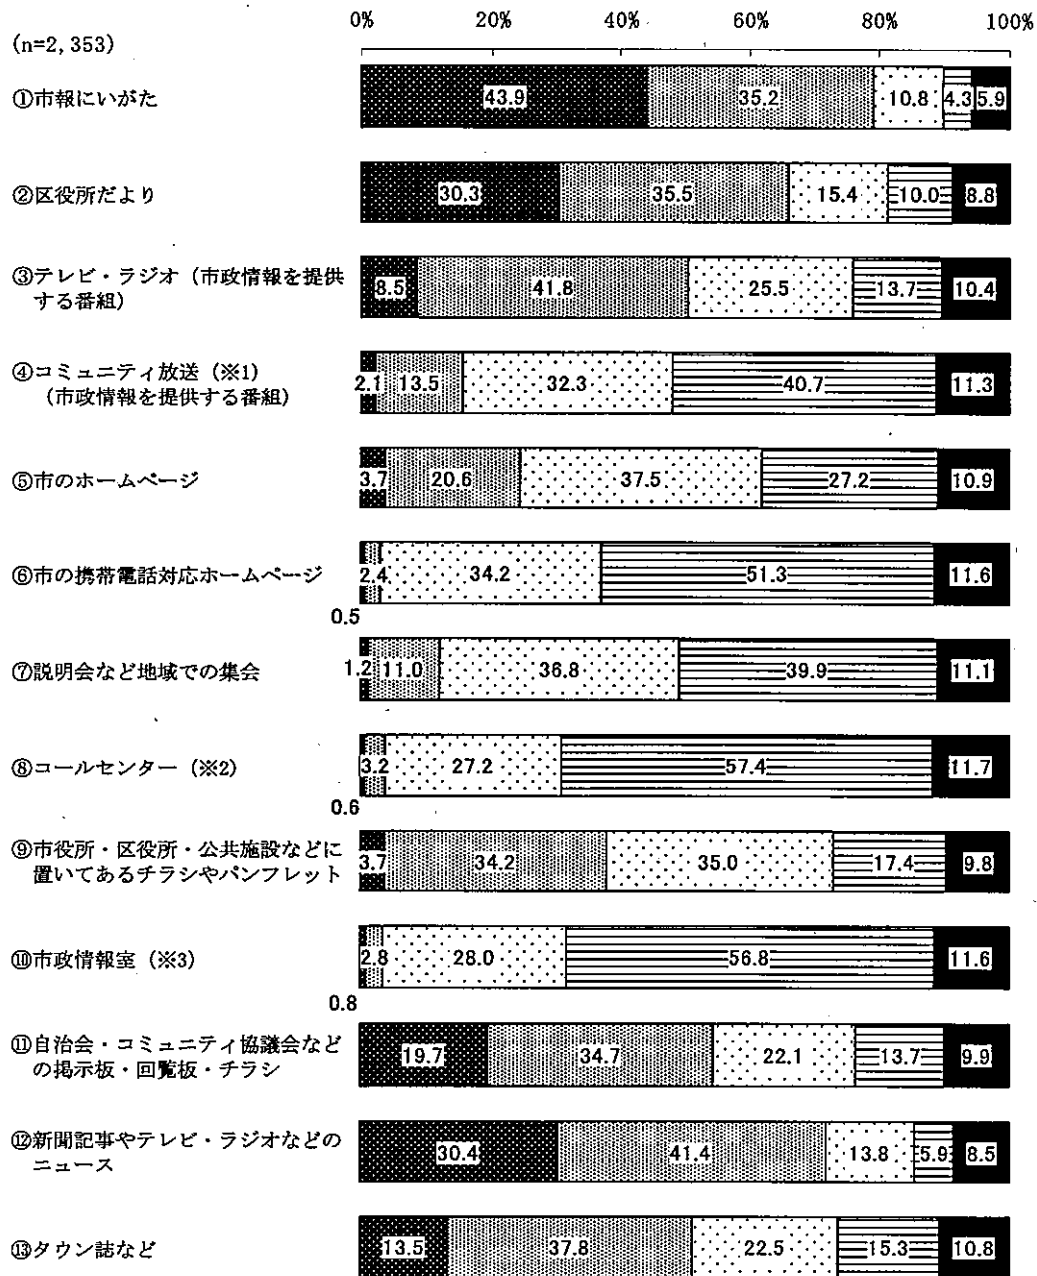 0% 20% 40% 60% 80% 100%
(n=2,353)
①市報にいがた 43.9 35.2 10.8 4.3 5.9
②区役所だより 30.3 35.5 15.4 10.0 8.8
③テレビ・ラジオ（市政情報を提供
する番組） 8.5 41.8 25.5 13.7 10.4
④コミュニティ放送（※1）
（市政情報を提供する番組） 2.1 13.5 32.3 40.7 11.3
⑤市のホームページ 3.7 20.6 37.5 27.2 10.9
⑥市の携帯電話対応ホームページ 2.4 34.2 51.3 11.6
0.5
⑦説明会など地域での集会 1.2 11.0 36.8 39.9 11.1
⑧コールセンター（※2） 3.2 27.2 57.4 11.7
0.6
⑨市役所・区役所・公共施設などに
置いてあるチラシやパンフレット 3.7 34.2 35.0 17.4 9.8
⑩市政情報室（※3） 2.8 28.0 56.8 11.6
0.8
⑪自治会・コミュニティ協議会など
の掲示板・回覧板・チラシ 19.7 34.7 22.1 13.7 9.9
⑫新聞記事やテレビ・ラジオなどの
ニュース 30.4 41.4 13.8 5.9 8.5
⑬タウン誌など 13.5 37.8 22.5 15.3 10.8